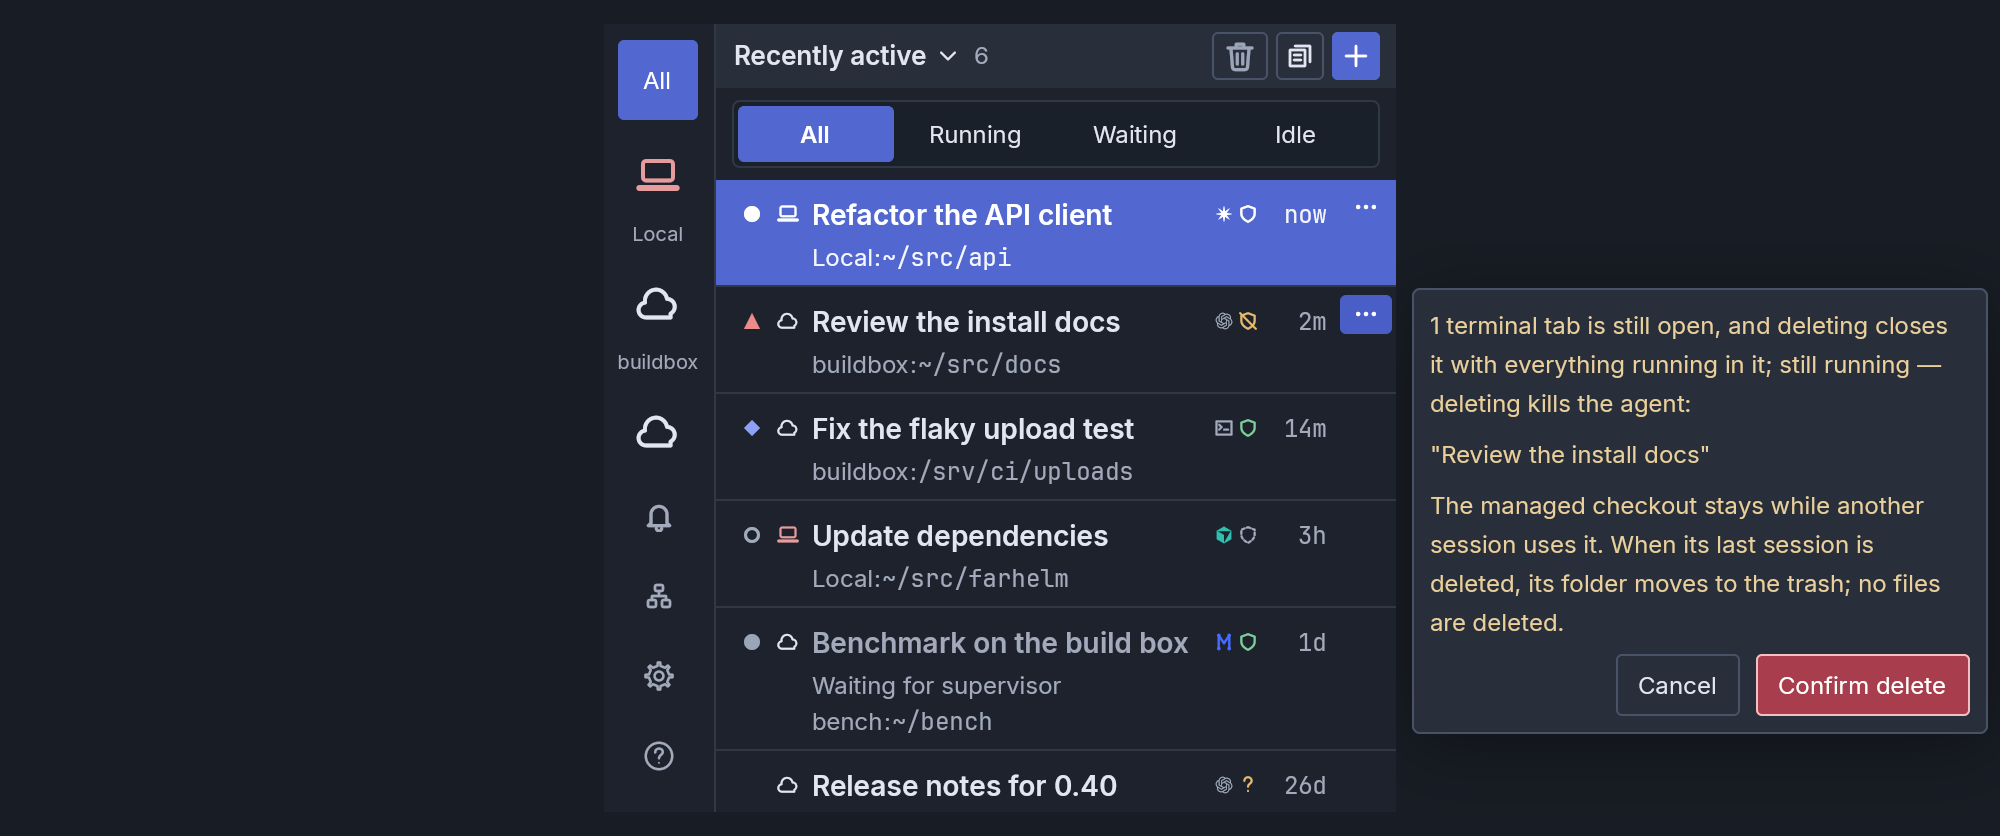 All
Local
buildbox
Recently active 6
All Running Waiting Idle
Refactor the API client now
Local:~/src/api
Review the install docs 2m
buildbox:~/src/docs
Fix the flaky upload test 14m
buildbox:/srv/ci/uploads
Update dependencies 3h
Local:~/src/farhelm
Benchmark on the build box 1d
Waiting for supervisor
bench:~/bench
Release notes for 0.40 ? 26d
1 terminal tab is still open, and deleting closes
it with everything running in it; still running —
deleting kills the agent:
"Review the install docs"
The managed checkout stays while another
session uses it. When its last session is
deleted, its folder moves to the trash; no files
are deleted.
Cancel Confirm delete